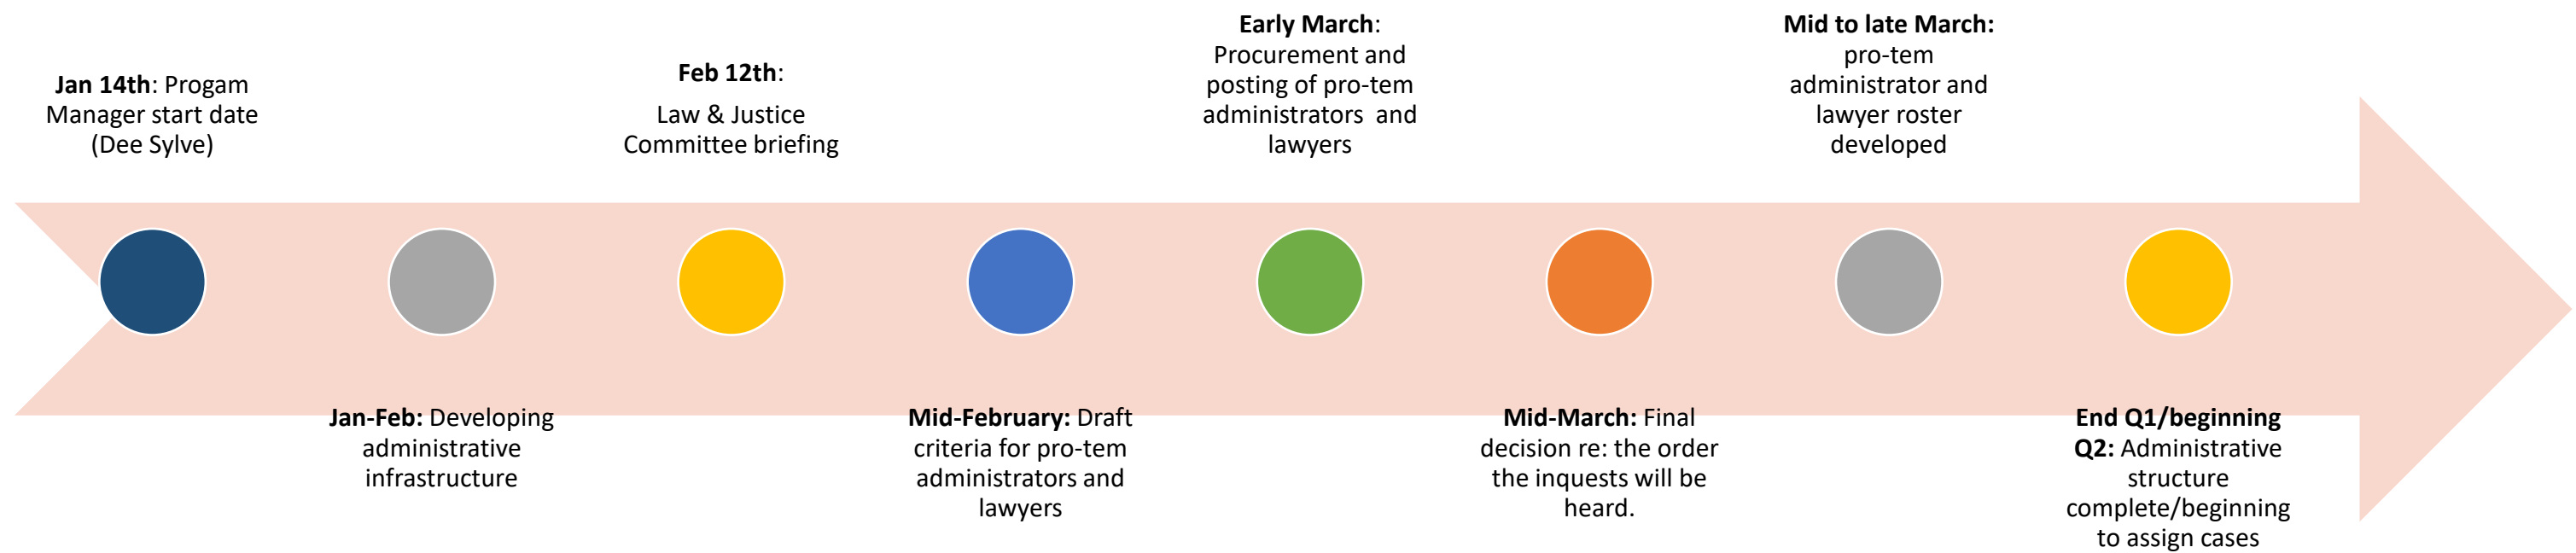 Jan 14th: Progam
Manager start date
(Dee Sylve)
Jan-Feb: Developing
administrative
infrastructure
Feb 12th:
Law & Justice
Committee briefing
Mid-February: Draft
criteria for pro-tem
administrators and
lawyers
Early March:
Procurement and
posting of pro-tem
administrators and
lawyers
Mid-March: Final
decision re: the order
the inquests will be
heard.
Mid to late March:
pro-tem
administrator and
lawyer roster
developed
End Q1/beginning
Q2: Administrative
structure
complete/beginning
to assign cases